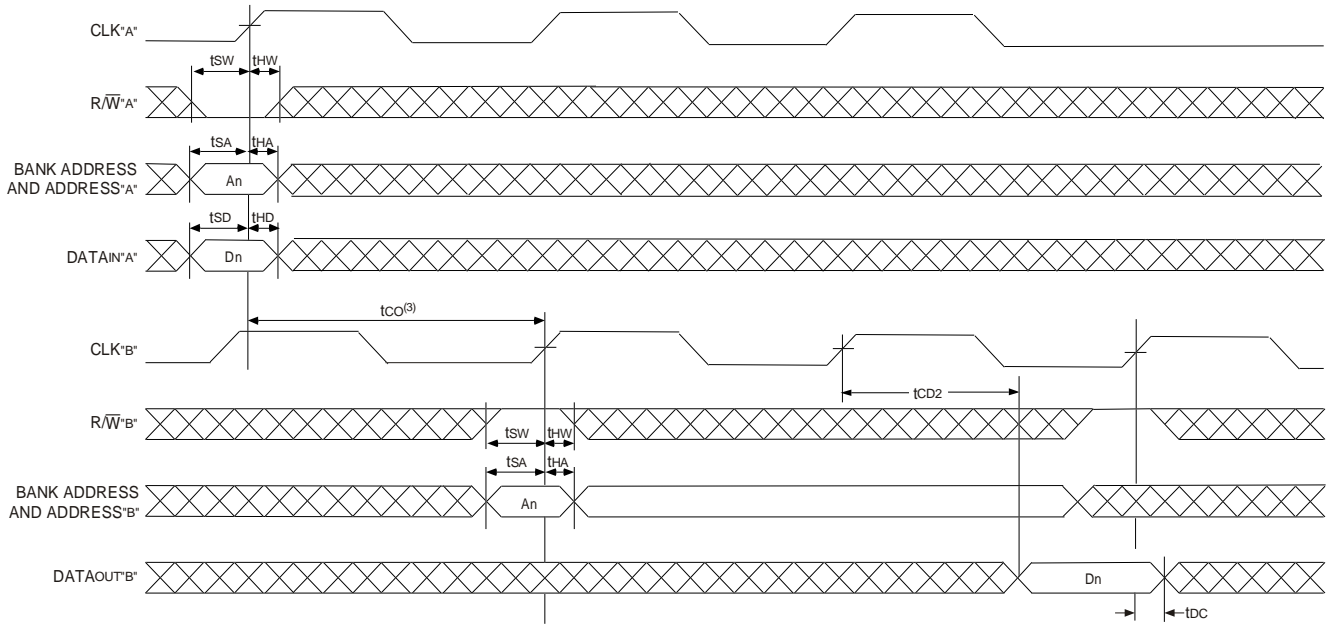 CLK"A"
tSW tHW
R/W̅"A"
tSA tHA
BANK ADDRESS
AND ADDRESS"A"
An
tSD tHD
DATAIN"A"
Dn
tCO(3)
CLK"B"
tCD2
R/W̅"B"
tSW tHW
tSA tHA
BANK ADDRESS
AND ADDRESS"B"
An
DATAOUT"B"
Dn
tDC